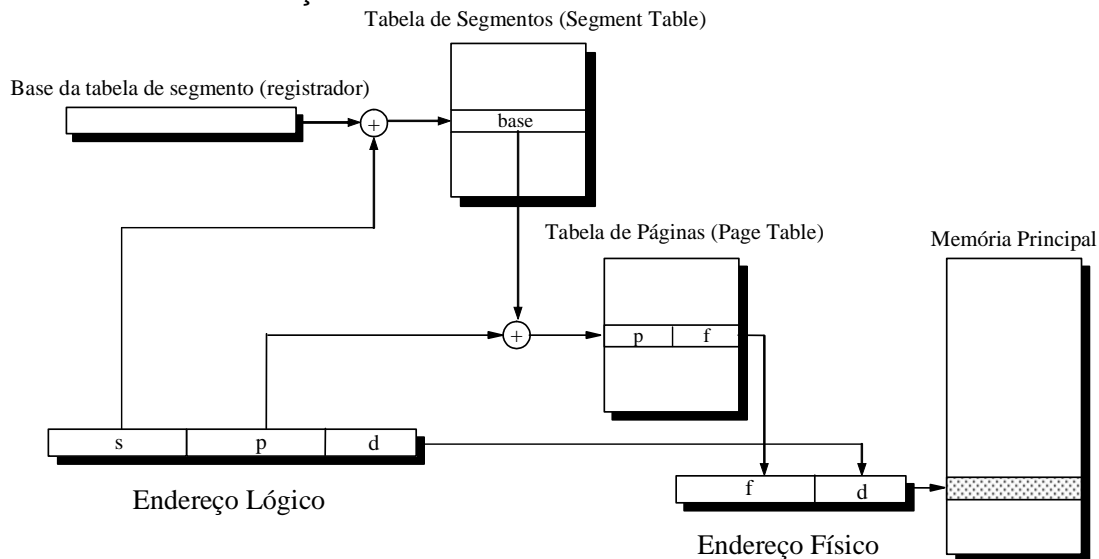 Tabela de Segmentos (Segment Table)
Base da tabela de segmento (registrador)
+
base
Tabela de Páginas (Page Table)
Memória Principal
+
p f
s p d
f d
Endereço Lógico
Endereço Físico